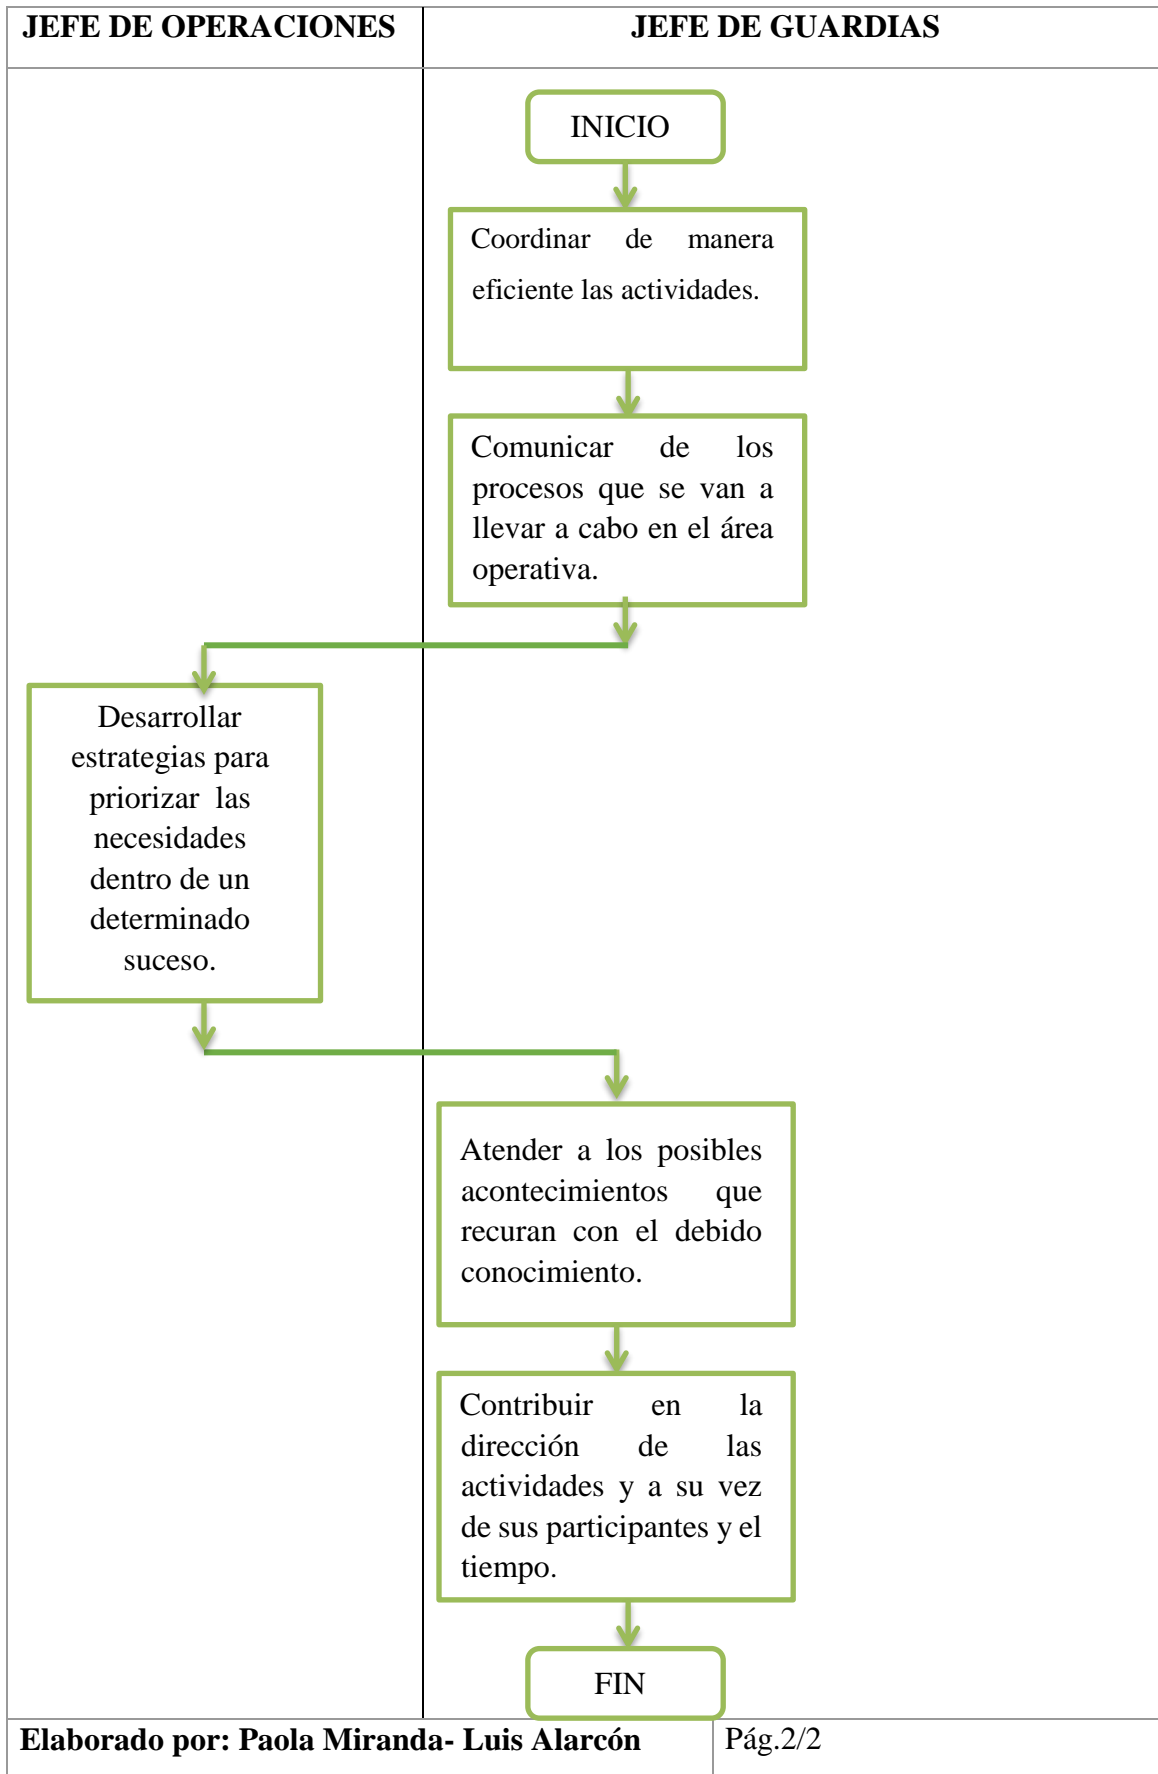 JEFE DE OPERACIONES
JEFE DE GUARDIAS
INICIO
Coordinar de manera
eficiente las actividades.
Comunicar de los
procesos que se van a
llevar a cabo en el área
operativa.
Desarrollar
estrategias para
priorizar las
necesidades
dentro de un
determinado
suceso.
Atender a los posibles
acontecimientos que
recuran con el debido
conocimiento.
Contribuir en la
dirección de las
actividades y a su vez
de sus participantes y el
tiempo.
FIN
Elaborado por: Paola Miranda- Luis Alarcón
Pág.2/2